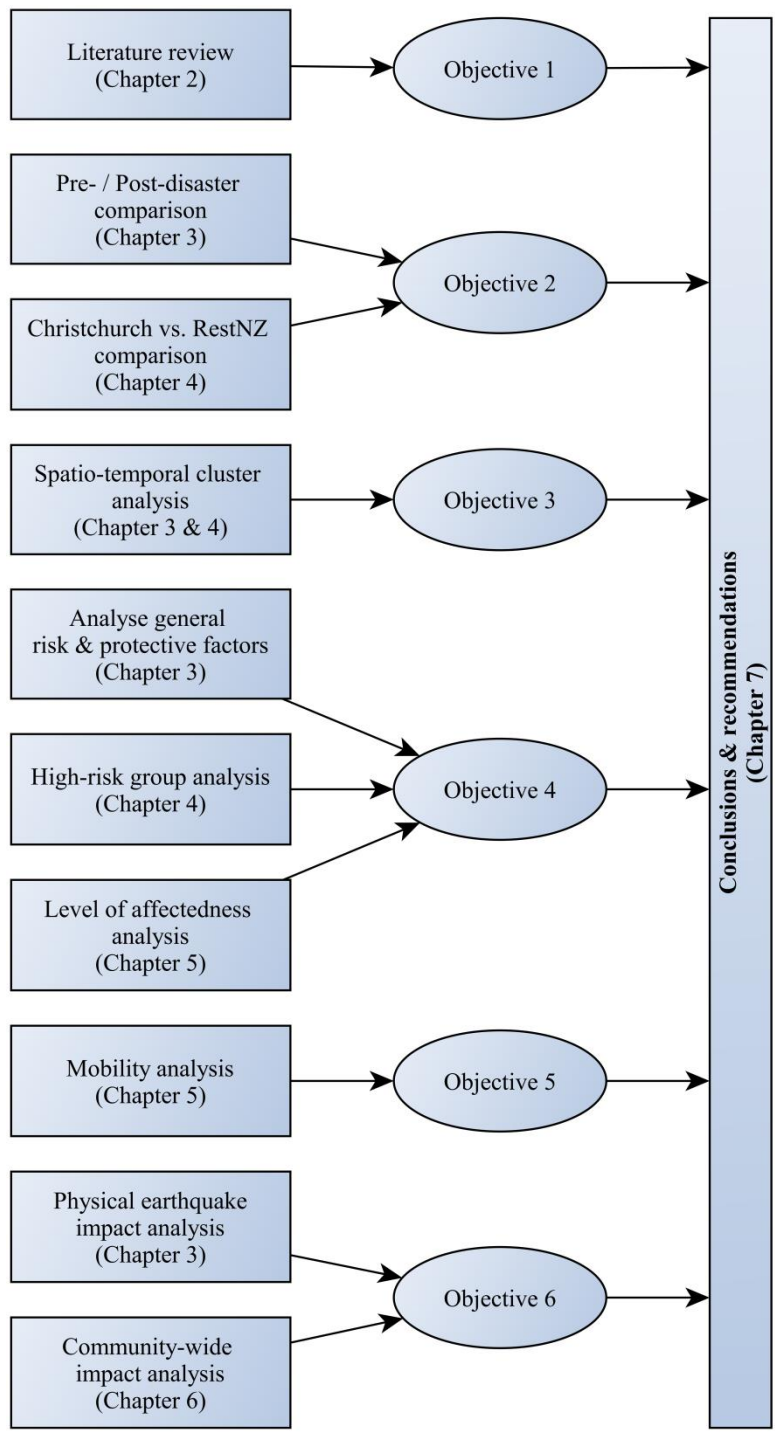 Literature review
(Chapter 2)
Objective 1
Pre- / Post-disaster
comparison
(Chapter 3)
Objective 2
Christchurch vs. RestNZ
comparison
(Chapter 4)
Spatio-temporal cluster
analysis
(Chapter 3 & 4)
Objective 3
Analyse general
risk & protective factors
(Chapter 3)
High-risk group analysis
(Chapter 4)
Objective 4
Level of affectedness
analysis
(Chapter 5)
Mobility analysis
(Chapter 5)
Objective 5
Physical earthquake
impact analysis
(Chapter 3)
Objective 6
Community-wide
impact analysis
(Chapter 6)
Conclusions & recommendations
(Chapter 7)